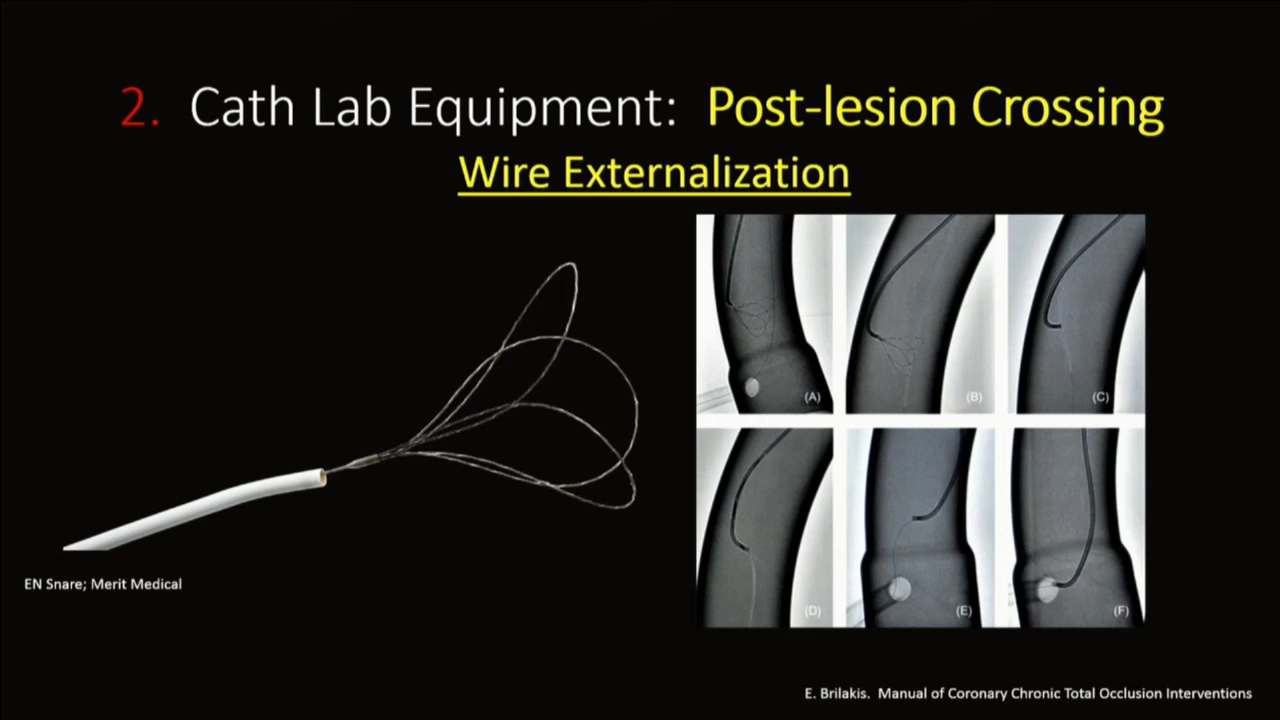 2. Cath Lab Equipment: Post-lesion Crossing
Wire Externalization
(A)
(B)
(C)
(D)
(E)
(F)
EN Snare; Merit Medical
E. Brilakis. Manual of Coronary Chronic Total Occlusion Interventions